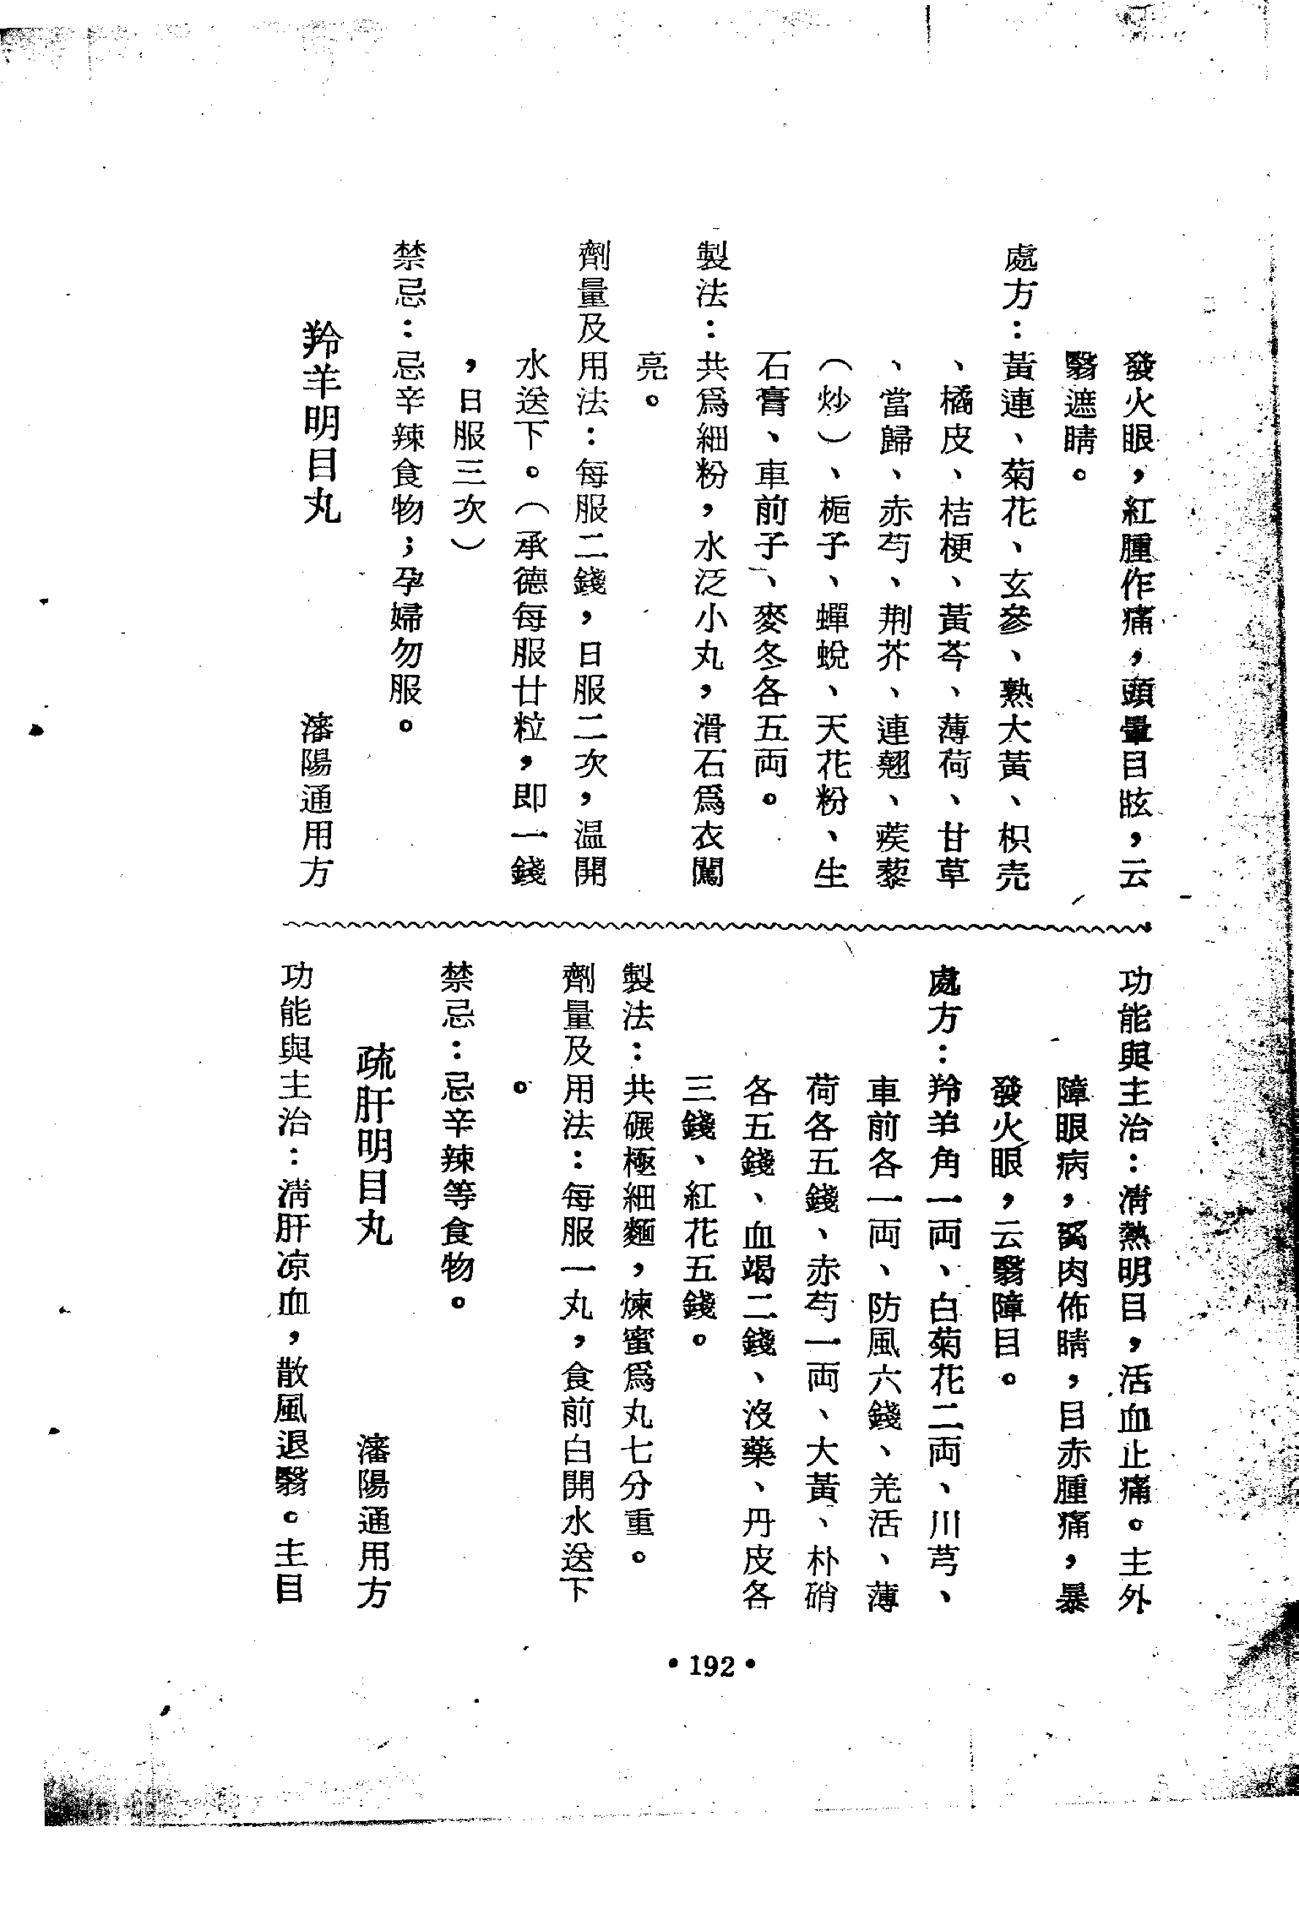 發火眼，紅腫作痛，頭暈目眩，云
翳遮睛。
處方：黃連、菊花、玄參、熟大黃、枳壳
、橘皮、桔梗、黃芩、薄荷、甘草
、當歸、赤芍、荆芥、連翹、蒺藜
（炒）、梔子、蟬蛻、天花粉、生
石膏、車前子、麥冬各五両。
製法：共爲細粉，水泛小丸，滑石爲衣闖
亮。
劑量及用法：每服二錢，日服二次，温開
水送下。（承德每服廿粒，即一錢
，日服三次）
禁忌：忌辛辣食物；孕婦勿服。
羚羊明目丸　瀋陽通用方
功能與主治：清熱明目，活血止痛。主外
障眼病，胬肉佈睛，目赤腫痛，暴
發火眼，云翳障目。
處方：羚羊角一両、白菊花二両、川芎、
車前各一両、防風六錢、羌活、薄
荷各五錢、赤芍一両、大黃、朴硝
各五錢、血竭二錢、沒藥、丹皮各
三錢、紅花五錢。
製法：共碾極細麵，煉蜜爲丸七分重。
劑量及用法：每服一丸，食前白開水送下
。
禁忌：忌辛辣等食物。
疏肝明目丸　瀋陽通用方
功能與主治：清肝凉血，散風退翳。主目
•192•